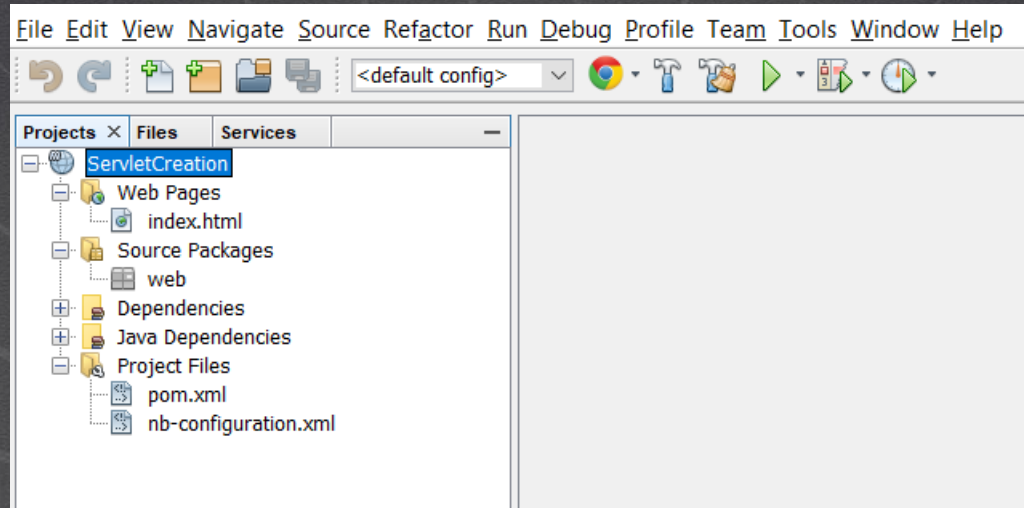 File Edit View Navigate Source Refactor Run Debug Profile Team Tools Window Help
<default config>
Projects Files Services
ServletCreation
Web Pages
index.html
Source Packages
web
Dependencies
Java Dependencies
Project Files
pom.xml
nb-configuration.xml